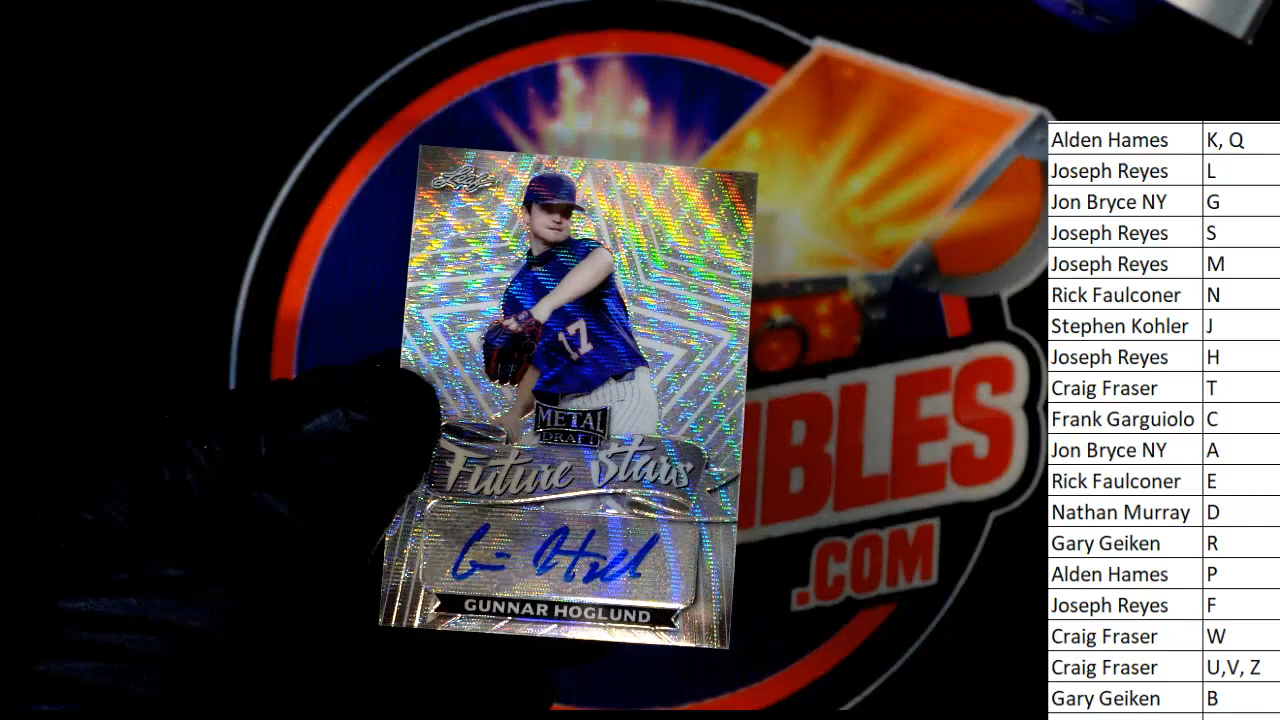 Leaf
17
METAL
DRAFT
Future Stars
GUNNAR HOGLUND
IBLES
.COM
Alden Hames K, Q
Joseph Reyes L
Jon Bryce NY G
Joseph Reyes S
Joseph Reyes M
Rick Faulconer N
Stephen Kohler J
Joseph Reyes H
Craig Fraser T
Frank Garguiolo C
Jon Bryce NY A
Rick Faulconer E
Nathan Murray D
Gary Geiken R
Alden Hames P
Joseph Reyes F
Craig Fraser W
Craig Fraser U,V, Z
Gary Geiken B